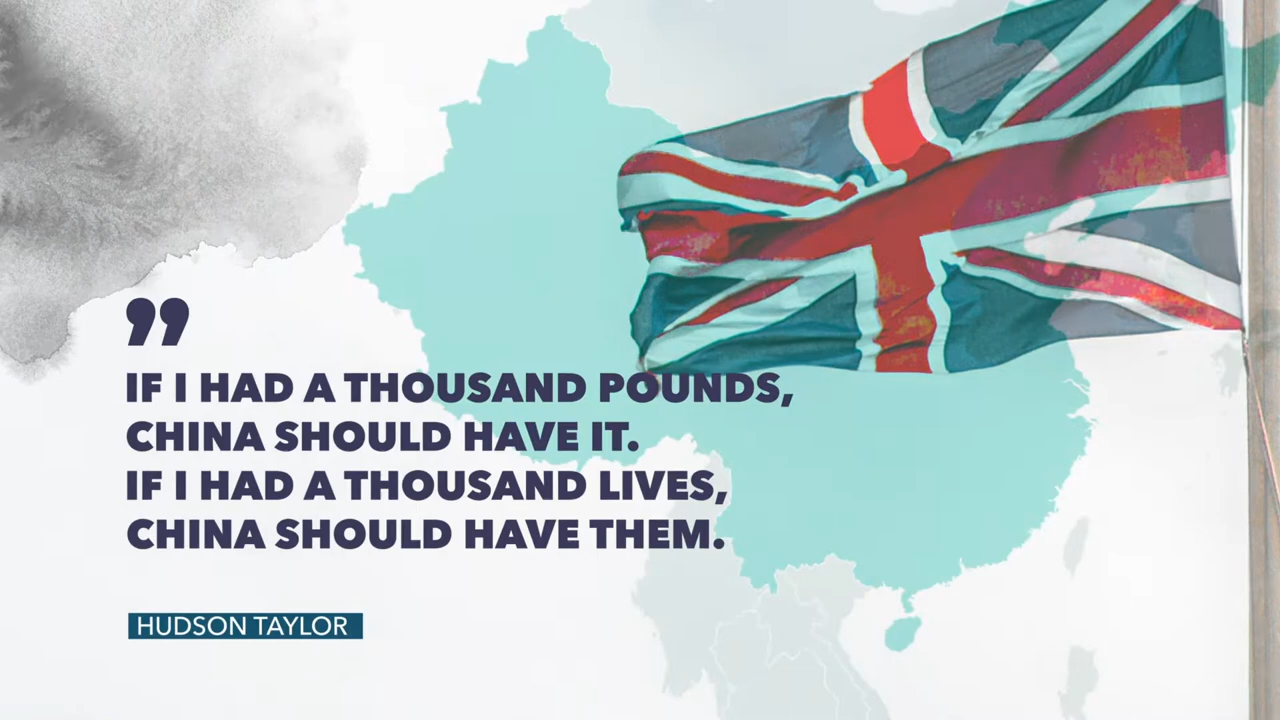 ”
IF I HAD A THOUSAND POUNDS,
CHINA SHOULD HAVE IT.
IF I HAD A THOUSAND LIVES,
CHINA SHOULD HAVE THEM.
HUDSON TAYLOR